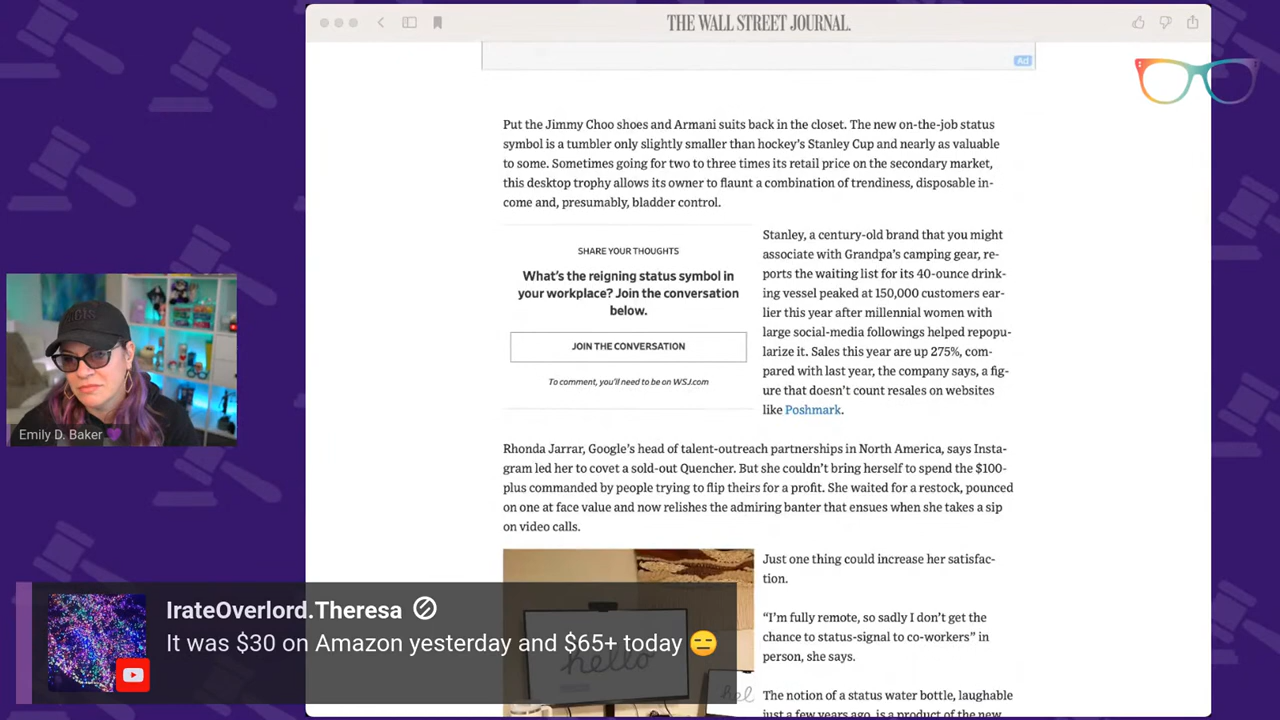 THE WALL STREET JOURNAL.
Ad
Put the Jimmy Choo shoes and Armani suits back in the closet. The new on-the-job status
symbol is a tumbler only slightly smaller than hockey’s Stanley Cup and nearly as valuable
to some. Sometimes going for two to three times its retail price on the secondary market,
this desktop trophy allows its owner to flaunt a combination of trendiness, disposable in-
come and, presumably, bladder control.
SHARE YOUR THOUGHTS
What’s the reigning status symbol in
your workplace? Join the conversation
below.
JOIN THE CONVERSATION
To comment, you’ll need to be on WSJ.com
Stanley, a century-old brand that you might
associate with Grandpa’s camping gear, re-
ports the waiting list for its 40-ounce drink-
ing vessel peaked at 150,000 customers ear-
lier this year after millennial women with
large social-media followings helped repopu-
larize it. Sales this year are up 275%, com-
pared with last year, the company says, a fig-
ure that doesn’t count resales on websites
like Poshmark.
Rhonda Jarrar, Google’s head of talent-outreach partnerships in North America, says Insta-
gram led her to covet a sold-out Quencher. But she couldn’t bring herself to spend the $100-
plus commanded by people trying to flip theirs for a profit. She waited for a restock, pounced
on one at face value and now relishes the admiring banter that ensues when she takes a sip
on video calls.
Just one thing could increase her satisfac-
tion.
“I’m fully remote, so sadly I don’t get the
chance to status-signal to co-workers” in
person, she says.
The notion of a status water bottle, laughable
just a few years ago, is a product of the new
hello
hel
Emily D. Baker 💜
IrateOverlord.Theresa
It was $30 on Amazon yesterday and $65+ today 😑